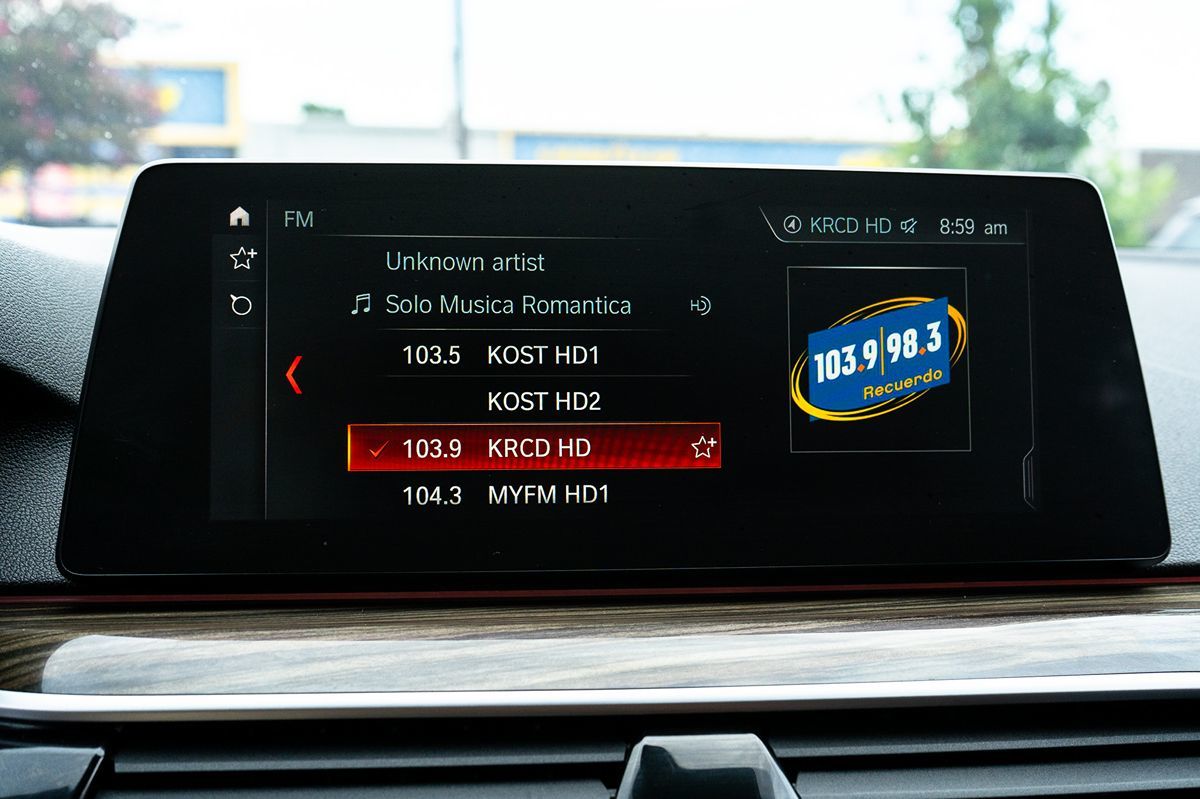 FM
KRCD HD 8:59 am
Unknown artist
Solo Musica Romantica HD
103.5 KOST HD1
KOST HD2
103.9 KRCD HD
104.3 MYFM HD1
103.9 98.3
Recuerdo